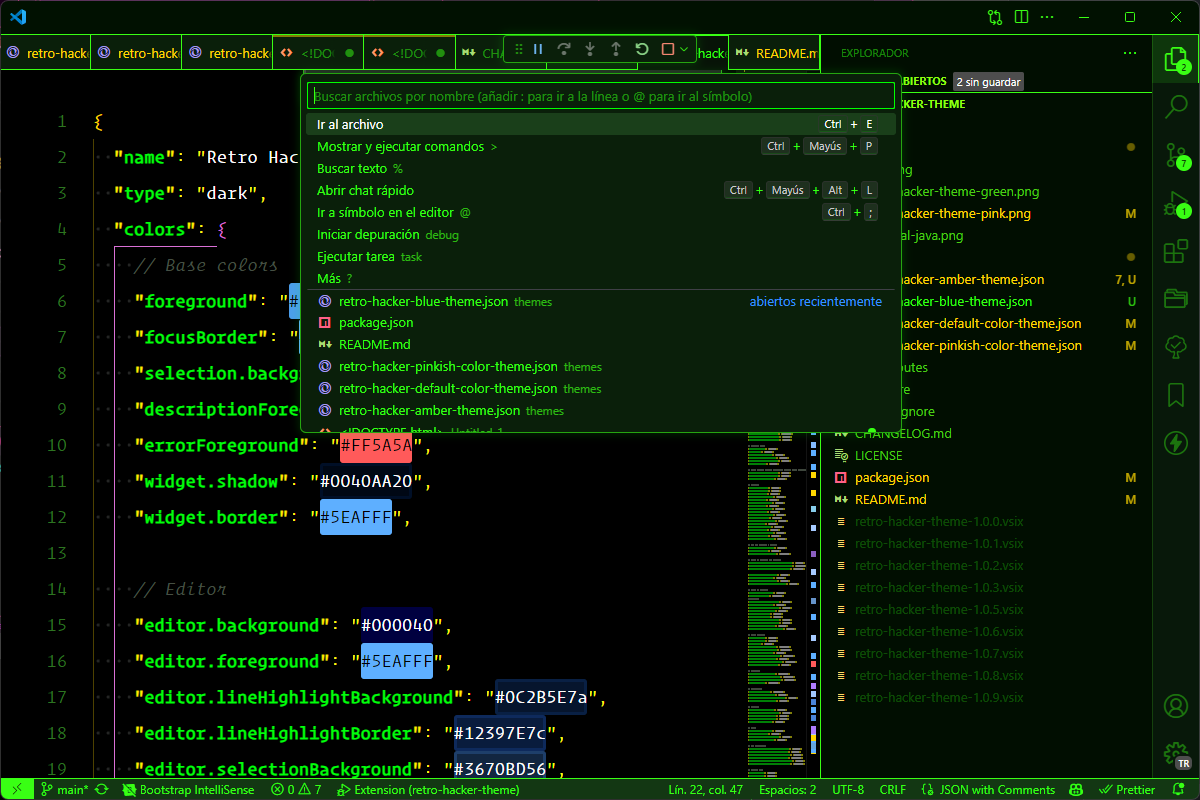 retro-hack retro-hack retro-hack <!DO <!DO CHA hack README.m
EXPLORADOR
2
ABIERTOS 2 sin guardar
CKER-THEME
Buscar archivos por nombre (añadir : para ir a la línea o @ para ir al símbolo)
Ir al archivo Ctrl + E
Mostrar y ejecutar comandos > Ctrl + Mayús + P
Buscar texto %
Abrir chat rápido Ctrl + Mayús + Alt + L
Ir a símbolo en el editor @ Ctrl + ;
Iniciar depuración debug
Ejecutar tarea task
Más ?
retro-hacker-blue-theme.json themes abiertos recientemente
package.json
README.md
retro-hacker-pinkish-color-theme.json themes
retro-hacker-default-color-theme.json themes
retro-hacker-amber-theme.json themes
<!DOCTYPE html> Untitled-1
1 {
2 "name": "Retro Hac
3 "type": "dark",
4 "colors": {
5 // Base colors
6 "foreground": "#
7 "focusBorder": "
8 "selection.backg
9 "descriptionFore
10 "errorForeground": "#FF5A5A",
11 "widget.shadow": "#0040AA20",
12 "widget.border": "#5EAFFF",
13
14 // Editor
15 "editor.background": "#000040",
16 "editor.foreground": "#5EAFFF",
17 "editor.lineHighlightBackground": "#0C2B5E7a",
18 "editor.lineHighlightBorder": "#12397E7c",
19 "editor.selectionBackground": "#3670BD56",
ng
hacker-theme-green.png
hacker-theme-pink.png M
al-java.png
hacker-amber-theme.json 7, U
hacker-blue-theme.json U
hacker-default-color-theme.json M
hacker-pinkish-color-theme.json M
butes
re
gnore
CHANGELOG.md
LICENSE
package.json M
README.md M
retro-hacker-theme-1.0.0.vsix
retro-hacker-theme-1.0.1.vsix
retro-hacker-theme-1.0.2.vsix
retro-hacker-theme-1.0.3.vsix
retro-hacker-theme-1.0.5.vsix
retro-hacker-theme-1.0.6.vsix
retro-hacker-theme-1.0.7.vsix
retro-hacker-theme-1.0.8.vsix
retro-hacker-theme-1.0.9.vsix
7
1
TR
main* 0 7 Bootstrap IntelliSense Extension (retro-hacker-theme) Lín. 22, col. 47 Espacios: 2 UTF-8 CRLF {} JSON with Comments Prettier